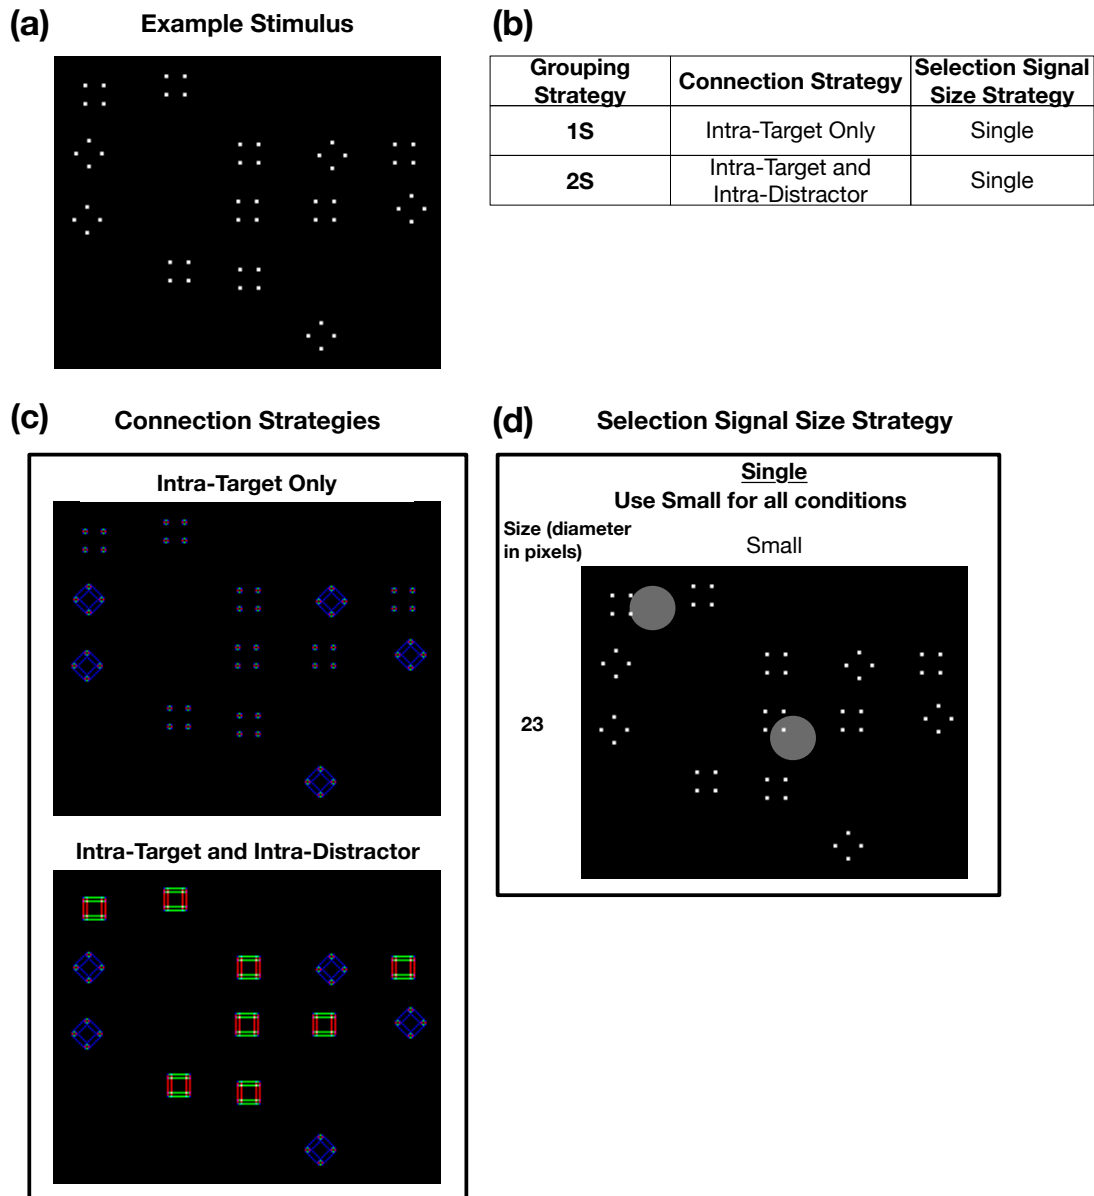 (a)
Example Stimulus
(b)
Grouping Strategy
Connection Strategy
Selection Signal Size Strategy
1S
Intra-Target Only
Single
2S
Intra-Target and Intra-Distractor
Single
(c)
Connection Strategies
Intra-Target Only
Intra-Target and Intra-Distractor
(d)
Selection Signal Size Strategy
Single
Use Small for all conditions
Size (diameter
in pixels)
Small
23